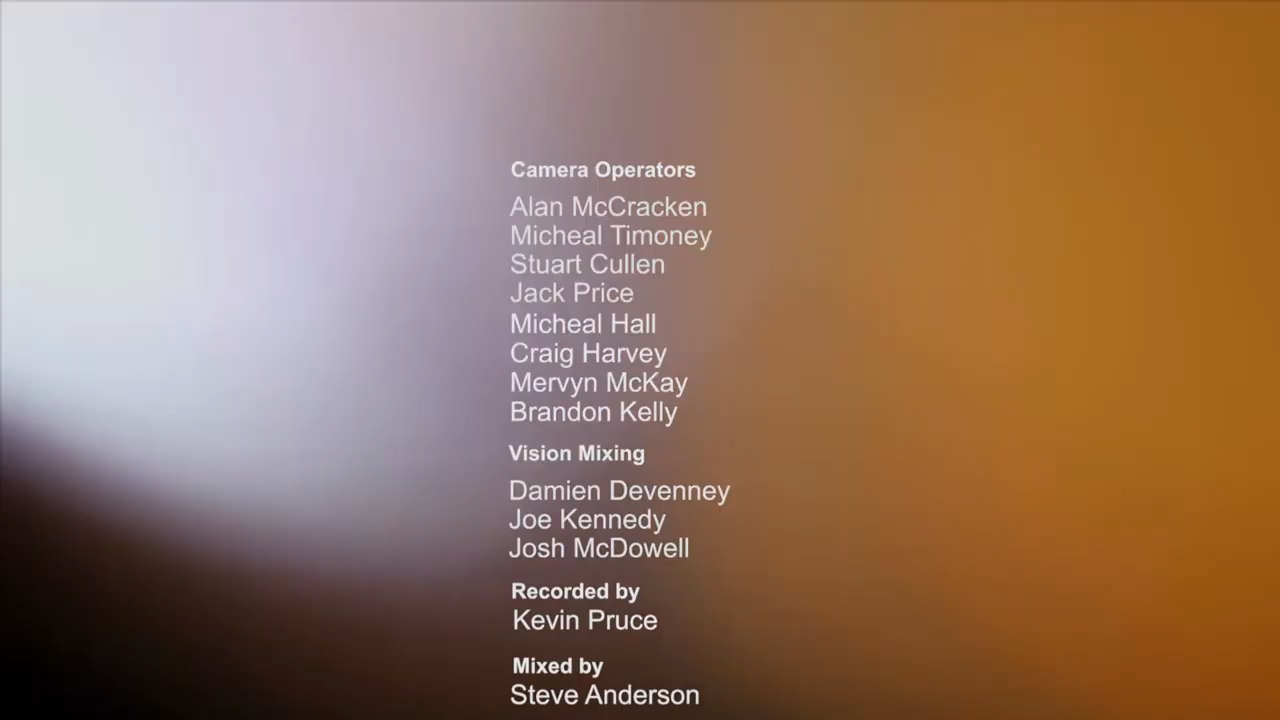 Camera Operators
Alan McCracken
Micheal Timoney
Stuart Cullen
Jack Price
Micheal Hall
Craig Harvey
Mervyn McKay
Brandon Kelly
Vision Mixing
Damien Devenney
Joe Kennedy
Josh McDowell
Recorded by
Kevin Pruce
Mixed by
Steve Anderson